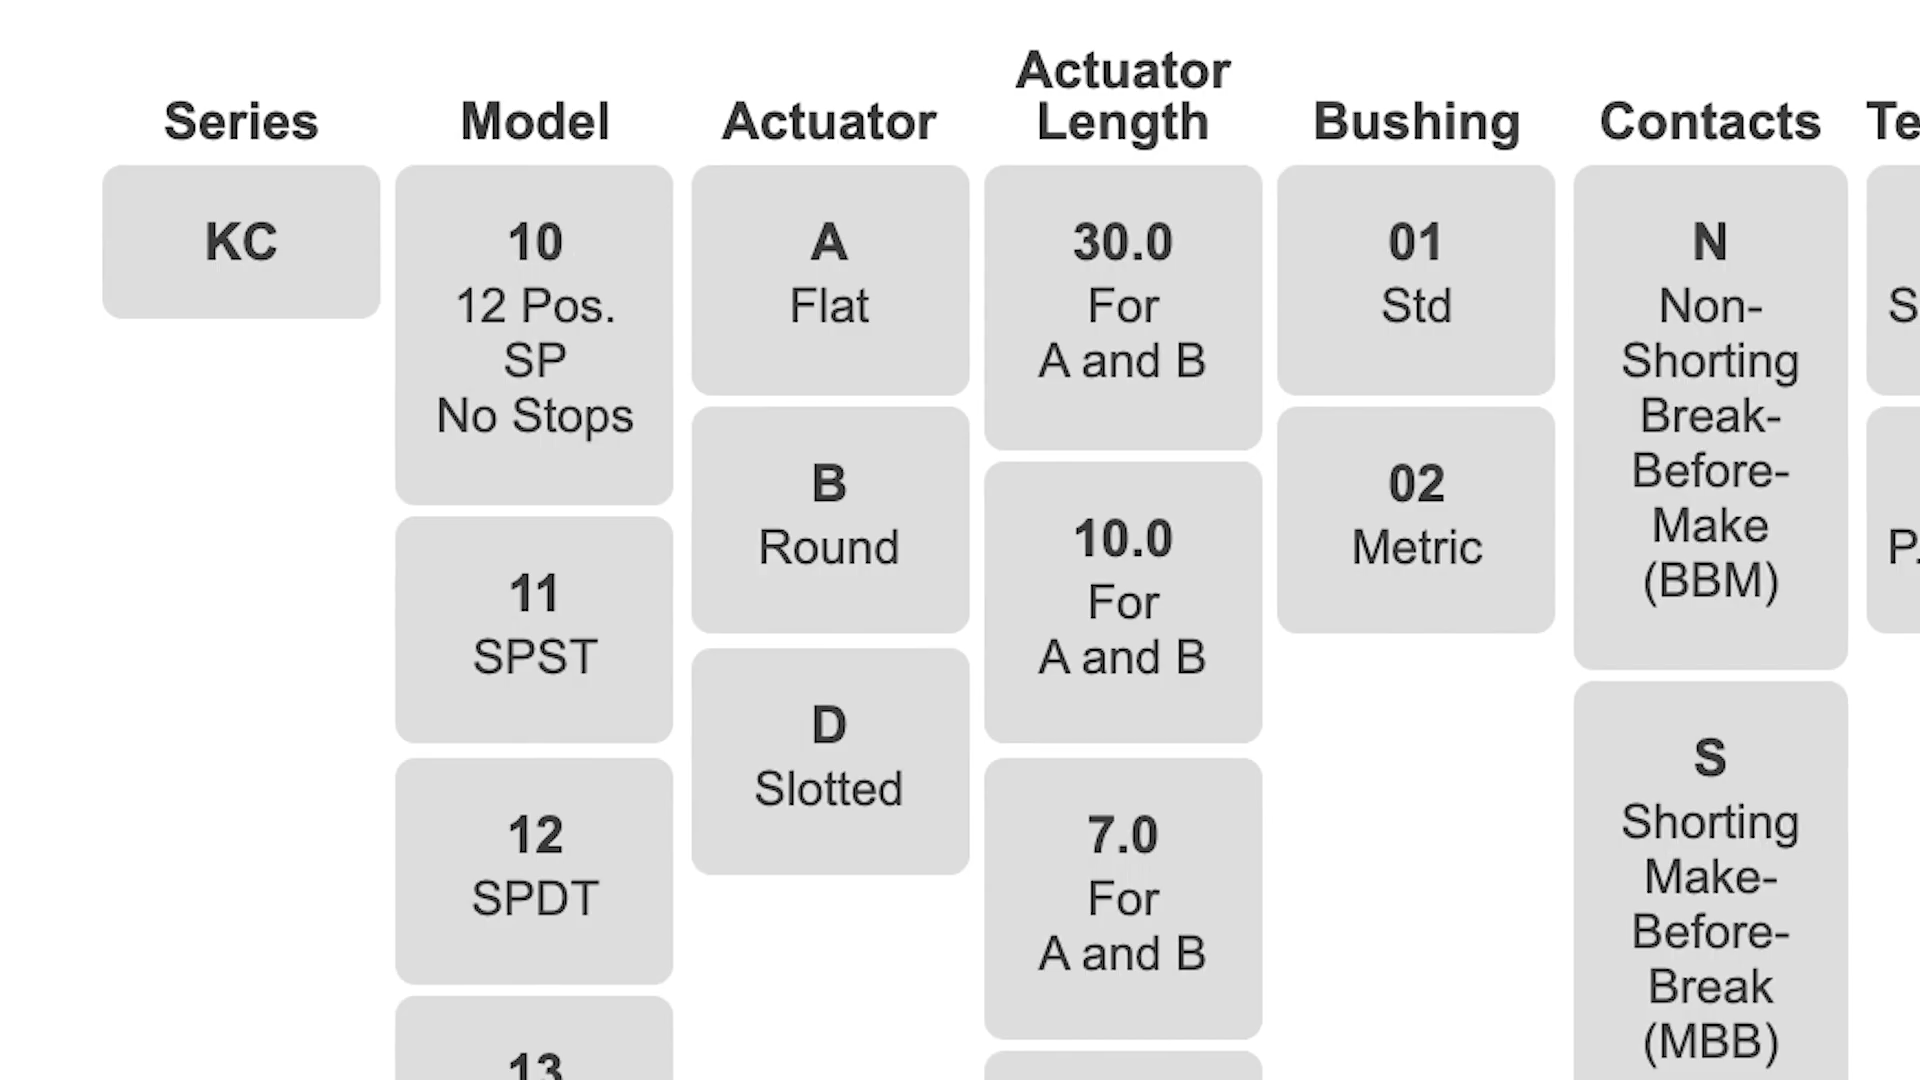 Series
KC
Model
10
12 Pos.
SP
No Stops
11
SPST
12
SPDT
13
Actuator
A
Flat
B
Round
D
Slotted
Actuator
Length
30.0
For
A and B
10.0
For
A and B
7.0
For
A and B
Bushing
01
Std
02
Metric
Contacts
N
Non-
Shorting
Break-
Before-
Make
(BBM)
S
Shorting
Make-
Before-
Break
(MBB)
Te
S
P.